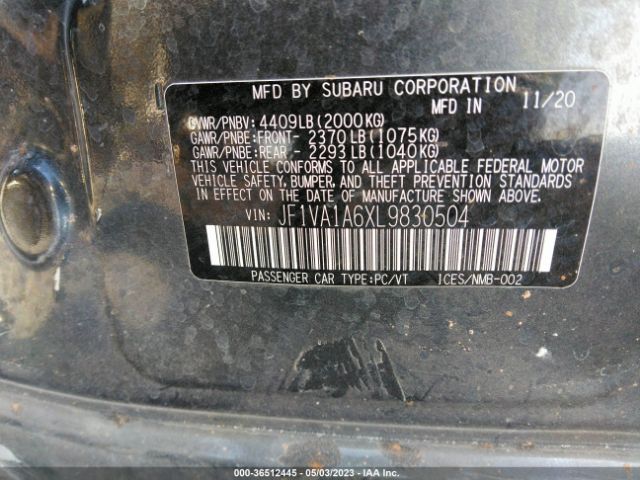 MFD BY SUBARU CORPORATION
MFD IN 11/20
GVWR/PNBV: 4409LB(2000KG)
GAWR/PNBE:FRONT- 2370LB(1075KG)
GAWR/PNBE:REAR - 2293LB(1040KG)
THIS VEHICLE CONFORMS TO ALL APPLICABLE FEDERAL MOTOR
VEHICLE SAFETY, BUMPER, AND THEFT PREVENTION STANDARDS
IN EFFECT ON THE DATE OF MANUFACTURE SHOWN ABOVE.
VIN: JF1VA1A6XL9830504
PASSENGER CAR TYPE:PC/VT ICES/NMB-002
000-36512445 - 05/03/2023 - IAA Inc.